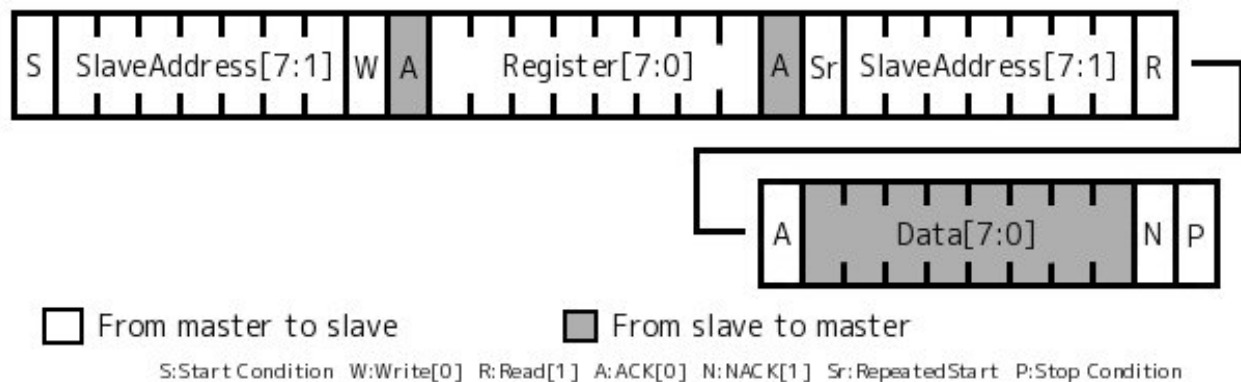 S SlaveAddress[7:1] W A Register[7:0] A Sr SlaveAddress[7:1] R
A Data[7:0] N P
From master to slave From slave to master
S:Start Condition W:Write[0] R:Read[1] A:ACK[0] N:NACK[1] Sr:RepeatedStart P:Stop Condition